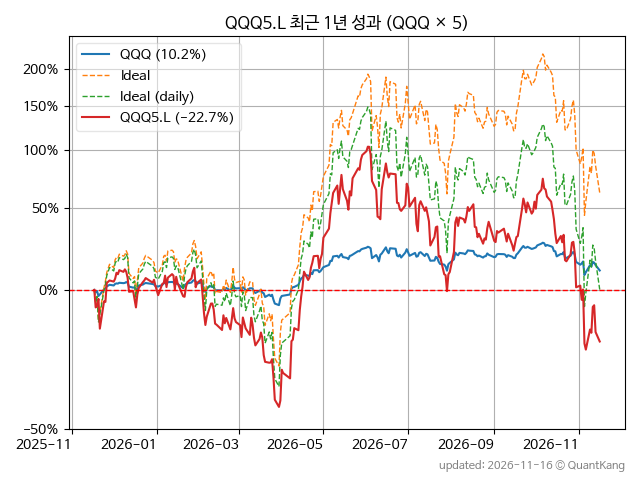 QQQ5.L 최근 1년 성과 (QQQ × 5)
QQQ (10.2%)
Ideal
Ideal (daily)
QQQ5.L (−22.7%)
200%
150%
100%
50%
0%
−50%
2025-11
2026-01
2026-03
2026-05
2026-07
2026-09
2026-11
updated: 2026-11-16 © QuantKang